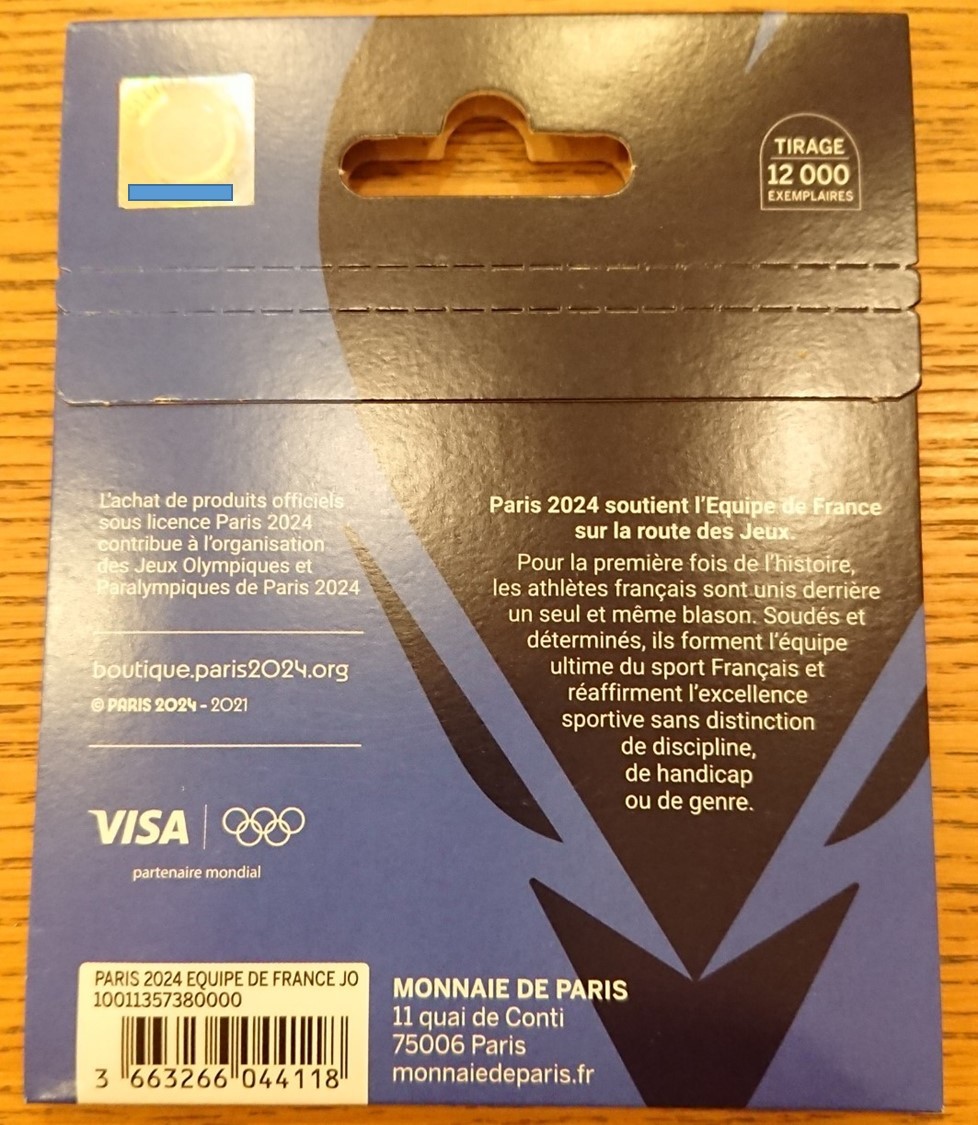 TIRAGE
12 000
EXEMPLAIRES
L'achat de produits officiels
sous licence Paris 2024
contribue à l'organisation
des Jeux Olympiques et
Paralympiques de Paris 2024
boutique.paris2024.org
© PARIS 2024 - 2021
VISA
partenaire mondial
Paris 2024 soutient l'Equipe de France
sur la route des Jeux.
Pour la première fois de l'histoire,
les athlètes français sont unis derrière
un seul et même blason. Soudés et
déterminés, ils forment l'équipe
ultime du sport Français et
réaffirment l'excellence
sportive sans distinction
de discipline,
de handicap
ou de genre.
PARIS 2024 EQUIPE DE FRANCE JO
10011357380000
3 663266 044118
MONNAIE DE PARIS
11 quai de Conti
75006 Paris
monnaiedeparis.fr